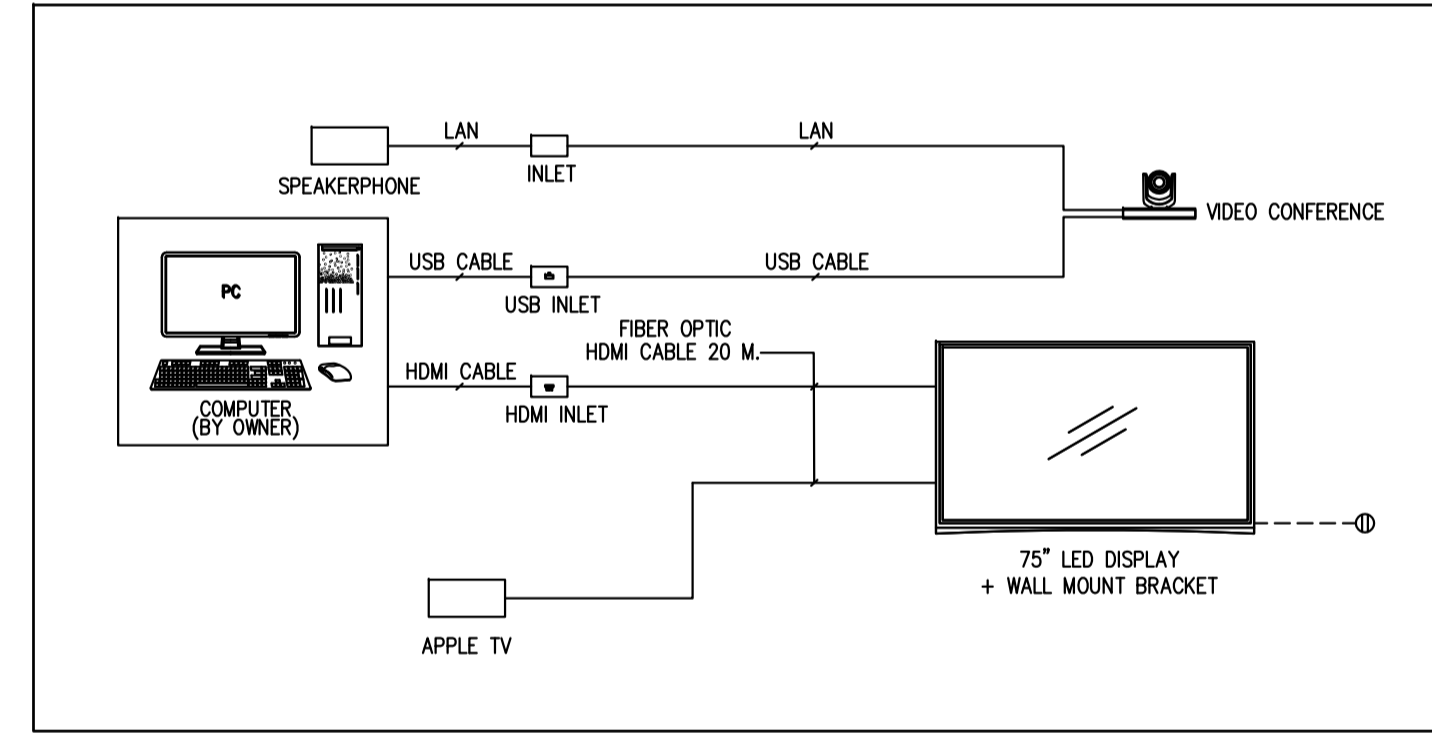 LAN
LAN
SPEAKERPHONE
INLET
VIDEO CONFERENCE
USB CABLE
USB CABLE
PC
USB INLET
FIBER OPTIC
HDMI CABLE 20 M.
HDMI CABLE
COMPUTER
(BY OWNER)
HDMI INLET
75" LED DISPLAY
+ WALL MOUNT BRACKET
APPLE TV